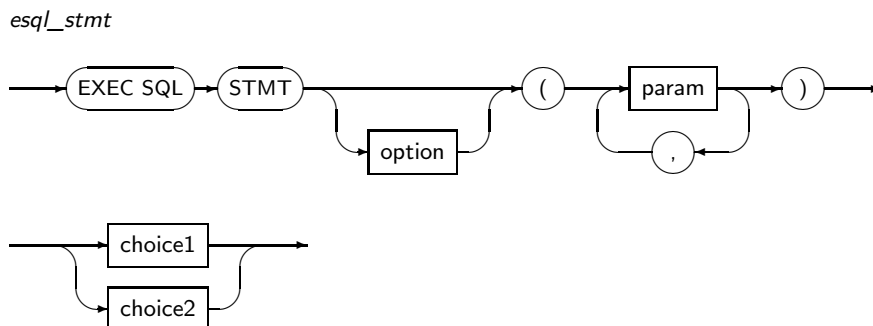 esql_stmt
EXEC SQL STMT ( param )
option ,
choice1
choice2